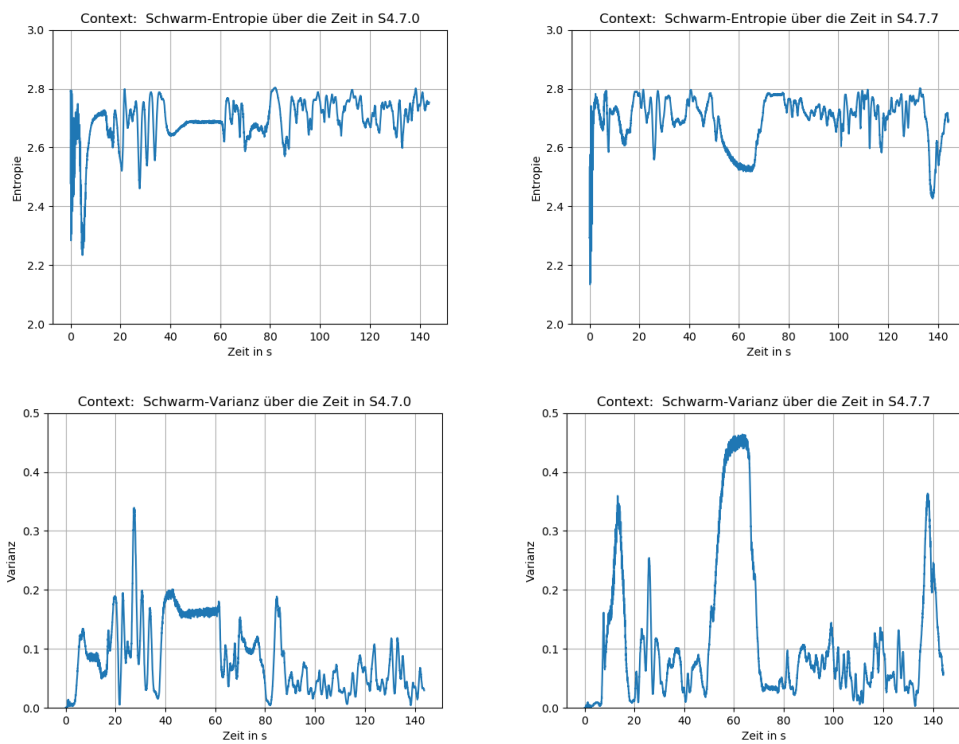 Context:  Schwarm-Entropie über die Zeit in S4.7.0
3.0
2.8
2.6
2.4
2.2
2.0
Entropie
0 20 40 60 80 100 120 140
Zeit in s
Context:  Schwarm-Entropie über die Zeit in S4.7.7
3.0
2.8
2.6
2.4
2.2
2.0
Entropie
0 20 40 60 80 100 120 140
Zeit in s
Context:  Schwarm-Varianz über die Zeit in S4.7.0
0.5
0.4
0.3
0.2
0.1
0.0
Varianz
0 20 40 60 80 100 120 140
Zeit in s
Context:  Schwarm-Varianz über die Zeit in S4.7.7
0.5
0.4
0.3
0.2
0.1
0.0
Varianz
0 20 40 60 80 100 120 140
Zeit in s